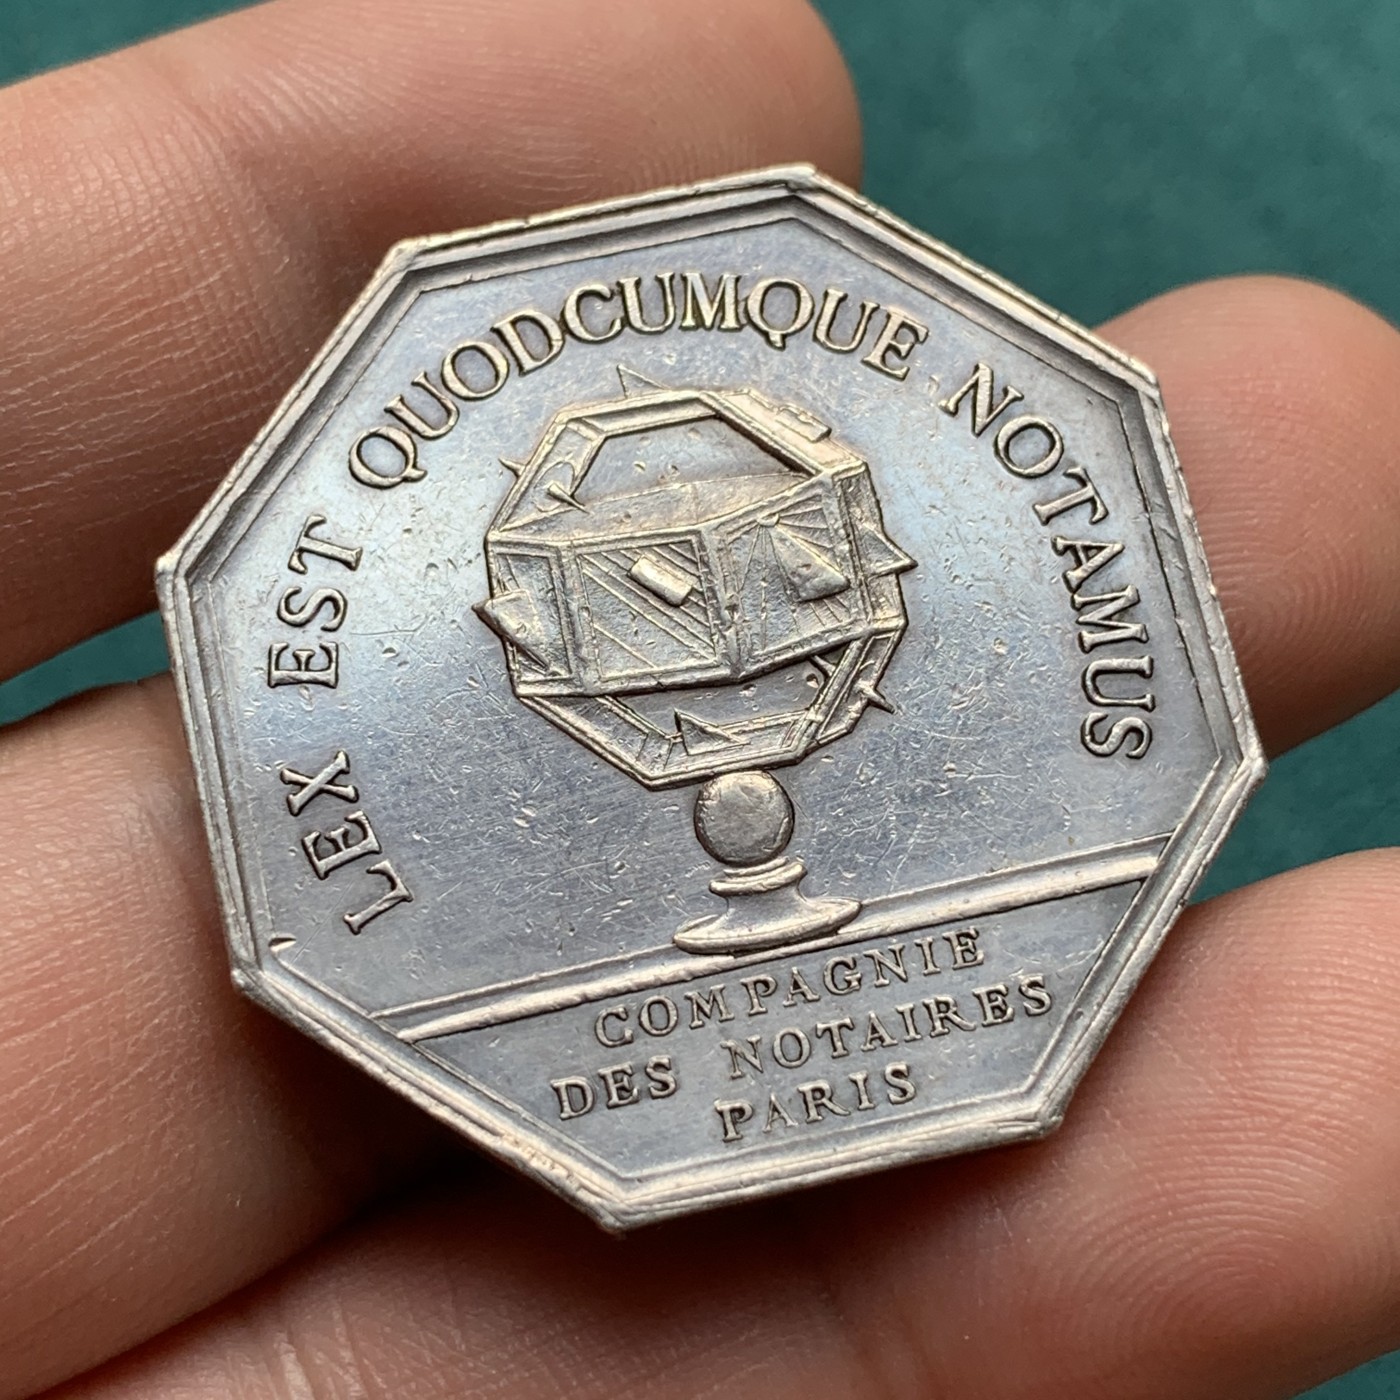 LEX EST QUODCUMQUE NOTAMUS
COMPAGNIE
DES NOTAIRES
PARIS